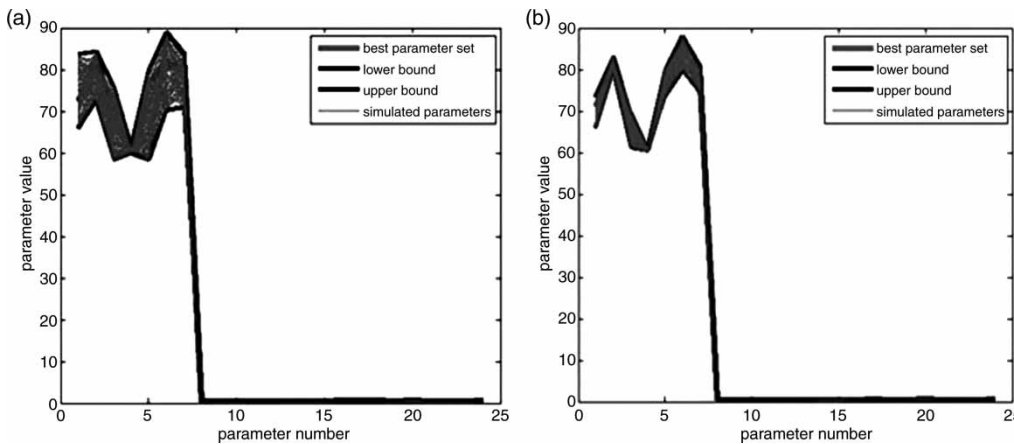 (a)
90
80
70
60
50
40
30
20
10
0
parameter value
best parameter set
lower bound
upper bound
simulated parameters
0
5
10
15
20
25
parameter number
(b)
90
80
70
60
50
40
30
20
10
0
parameter value
best parameter set
lower bound
upper bound
simulated parameters
0
5
10
15
20
25
parameter number